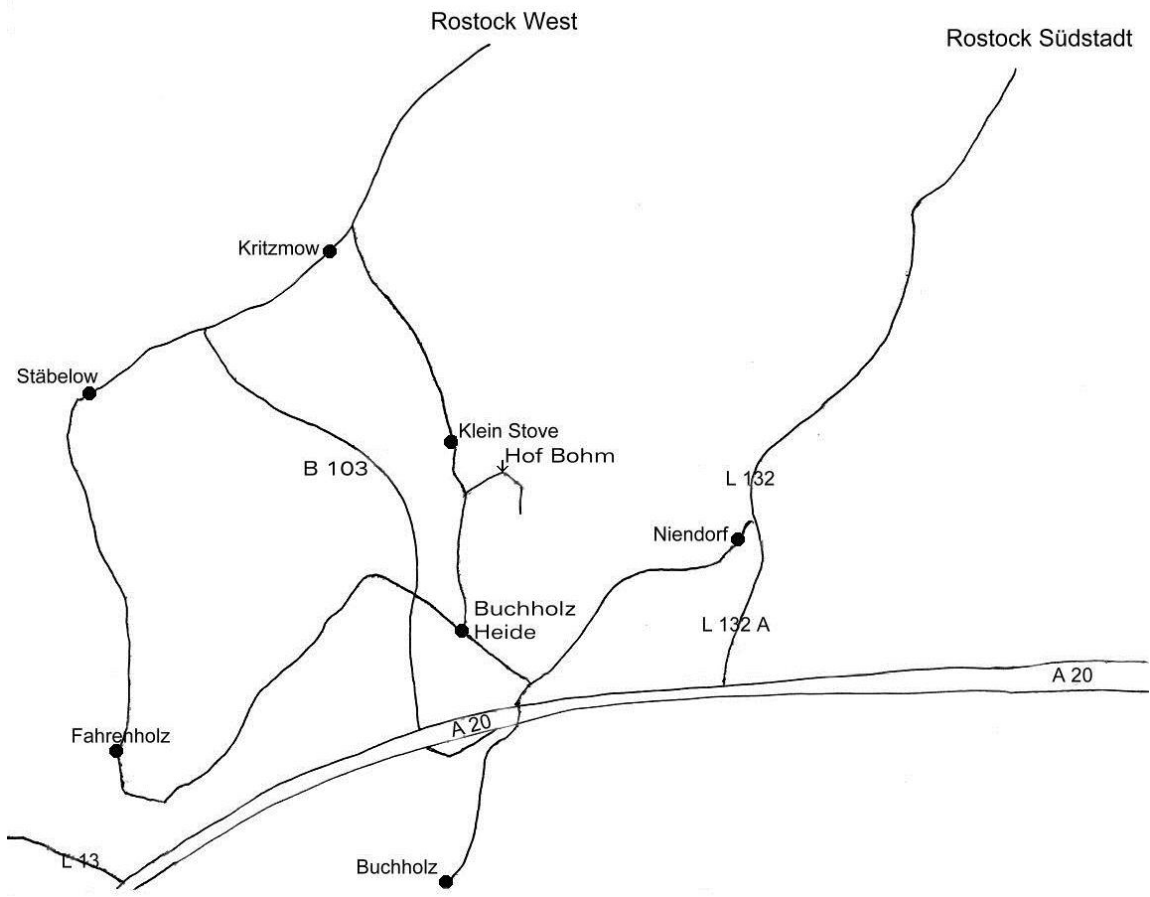 Rostock West
Rostock Südstadt
Kritzmow
Stäbelow
Klein Stove
Hof Bohm
B 103
L 132
Niendorf
Buchholz
Heide
L 132 A
A 20
A 20
Fahrenholz
L 13
Buchholz